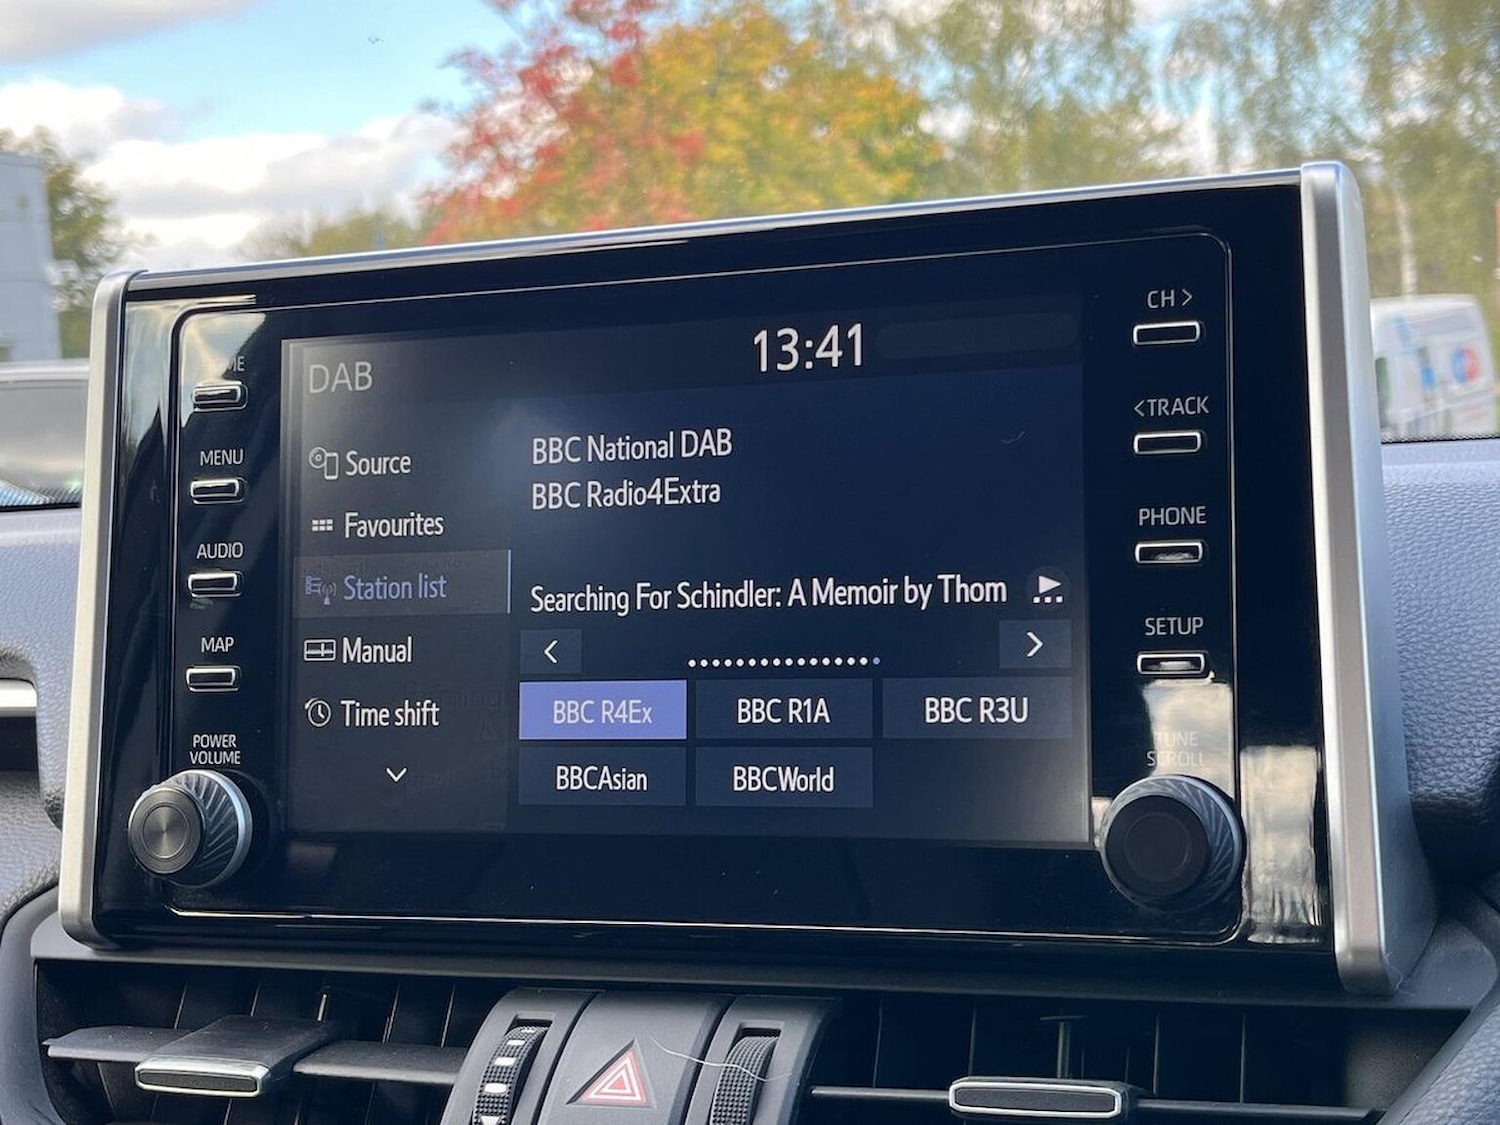 DAB
13:41
Source
Favourites
Station list
Manual
Time shift
BBC National DAB
BBC Radio4Extra
Searching For Schindler: A Memoir by Thom
BBC R4Ex
BBC R1A
BBC R3U
BBCAsian
BBCWorld
MENU
AUDIO
MAP
POWER
VOLUME
CH >
<TRACK
PHONE
SETUP
TUNE
SCROLL